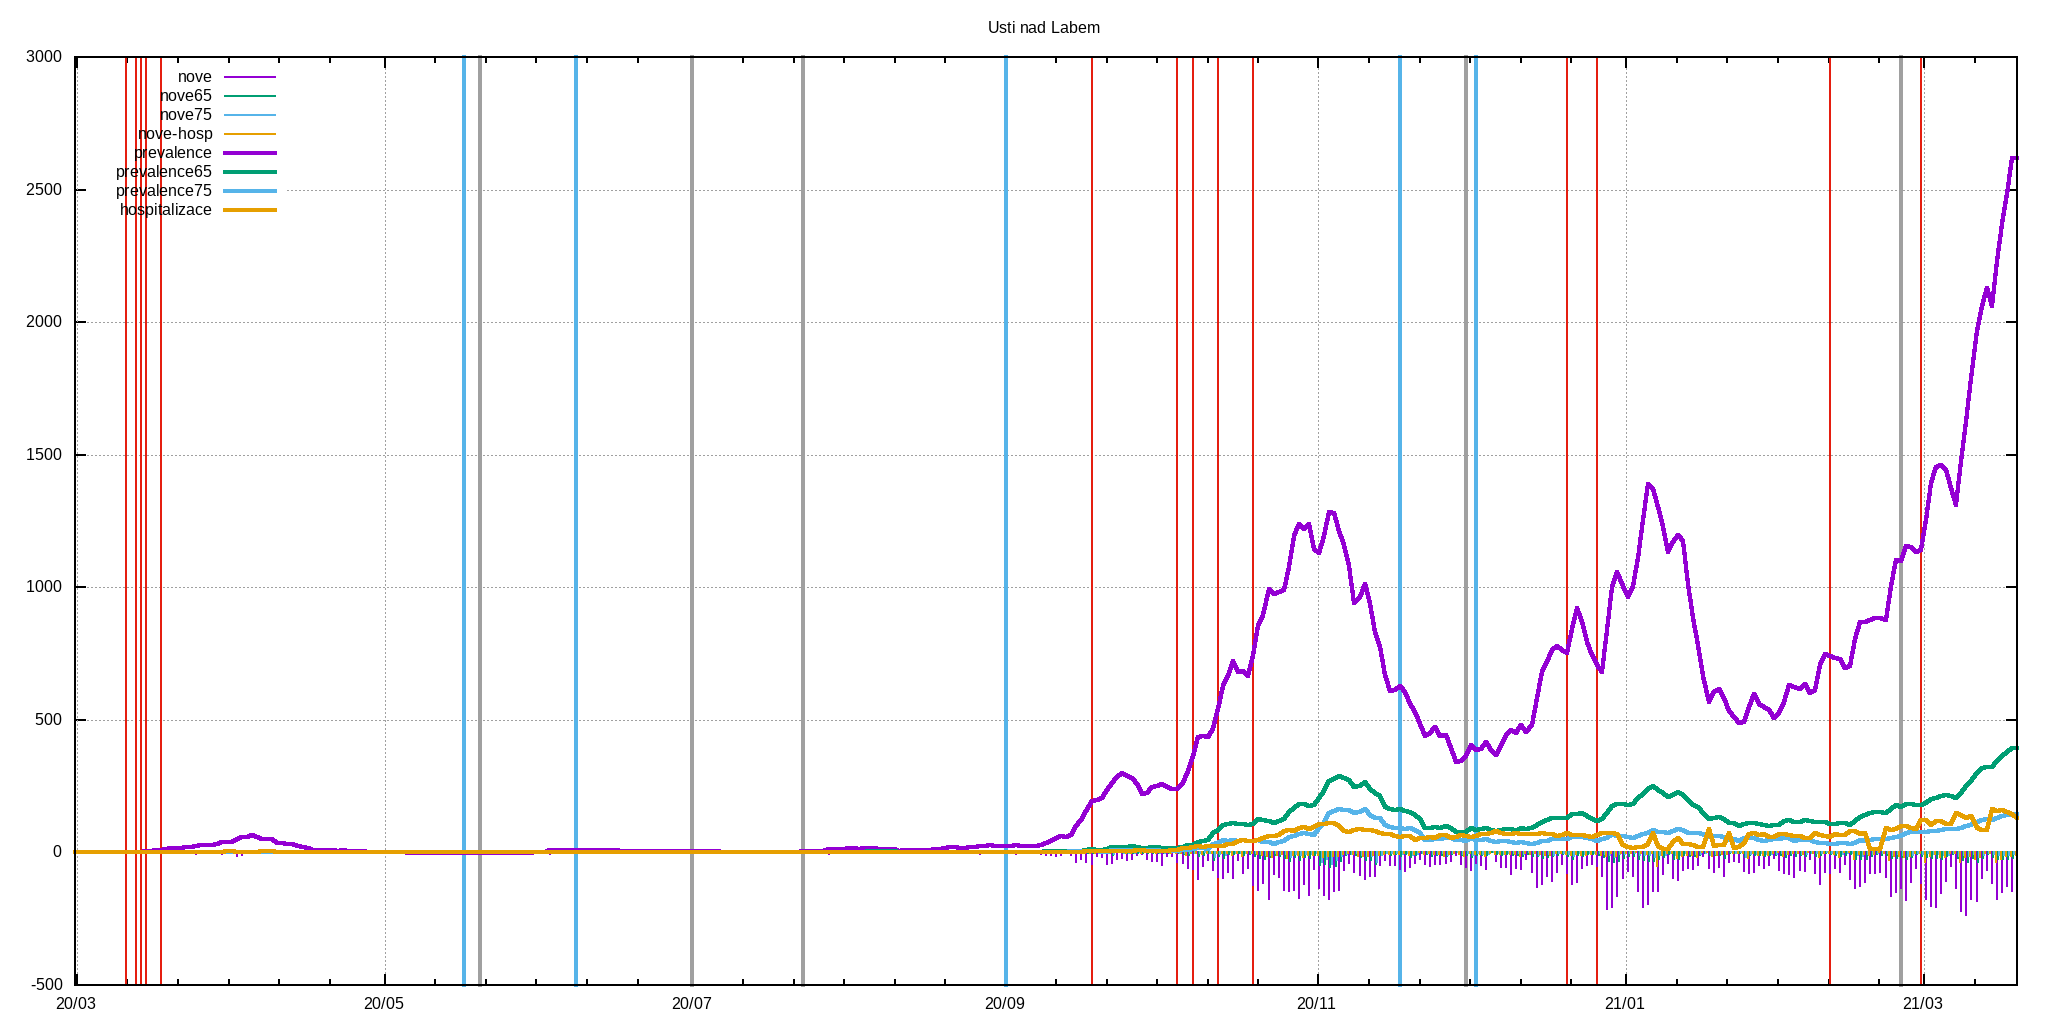 Usti nad Labem
3000
2500
2000
1500
1000
500
0
-500
nove
nove65
nove75
nove-hosp
prevalence
prevalence65
prevalence75
hospitalizace
20/03 20/05 20/07 20/09 20/11 21/01 21/03